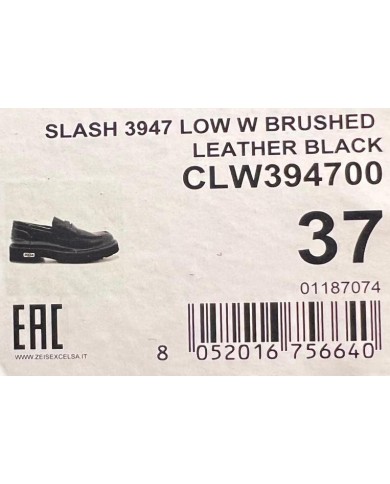 SLASH 3947 LOW W BRUSHED
LEATHER BLACK
CLW394700
37
01187074
EAC
WWW.ZEISEXCELSA.IT
8 052016 756640